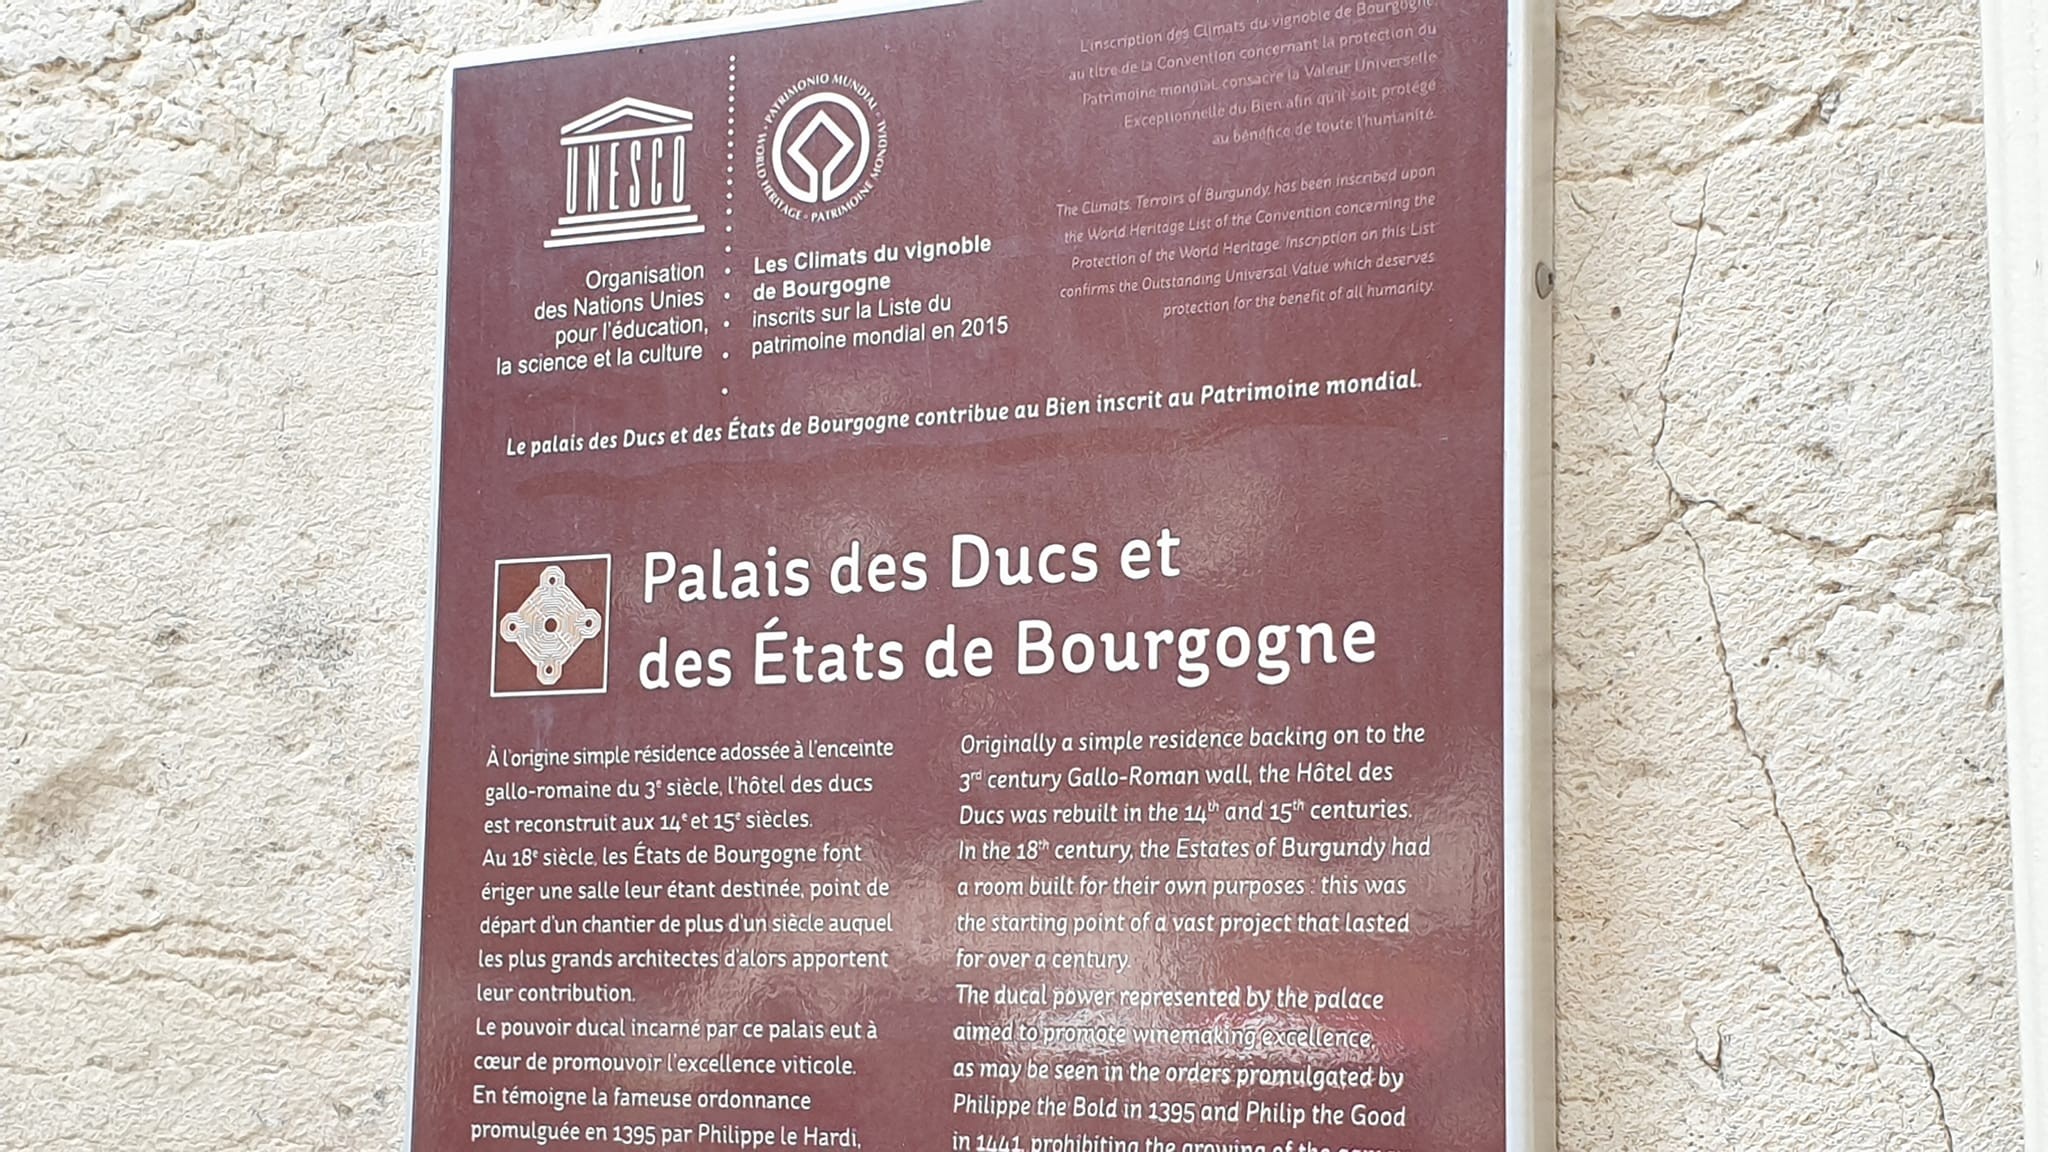 UNESCO
Organisation
des Nations Unies
pour l'éducation,
la science et la culture
WORLD HERITAGE • PATRIMOINE MONDIAL • PATRIMONIO MUNDIAL
Les Climats du vignoble
de Bourgogne
inscrits sur la Liste du
patrimoine mondial en 2015
L'inscription des Climats du vignoble de Bourgogne,
au titre de la Convention concernant la protection du
Patrimoine mondial, consacre la Valeur Universelle
Exceptionnelle du Bien afin qu'il soit protégé
au bénéfice de toute l'humanité.
The Climats, Terroirs of Burgundy, has been inscribed upon
the World Heritage List of the Convention concerning the
Protection of the World Heritage. Inscription on this List
confirms the Outstanding Universal Value which deserves
protection for the benefit of all humanity.
Le palais des Ducs et des États de Bourgogne contribue au Bien inscrit au Patrimoine mondial.
Palais des Ducs et
des États de Bourgogne
À l'origine simple résidence adossée à l'enceinte
gallo-romaine du 3e siècle, l'hôtel des ducs
est reconstruit aux 14e et 15e siècles.
Au 18e siècle, les États de Bourgogne font
ériger une salle leur étant destinée, point de
départ d'un chantier de plus d'un siècle auquel
les plus grands architectes d'alors apportent
leur contribution.
Le pouvoir ducal incarné par ce palais eut à
cœur de promouvoir l'excellence viticole.
En témoigne la fameuse ordonnance
promulguée en 1395 par Philippe le Hardi,
Originally a simple residence backing on to the
3rd century Gallo-Roman wall, the Hôtel des
Ducs was rebuilt in the 14th and 15th centuries.
In the 18th century, the Estates of Burgundy had
a room built for their own purposes : this was
the starting point of a vast project that lasted
for over a century.
The ducal power represented by the palace
aimed to promote winemaking excellence,
as may be seen in the orders promulgated by
Philippe the Bold in 1395 and Philip the Good
in 1441, prohibiting the growing of the